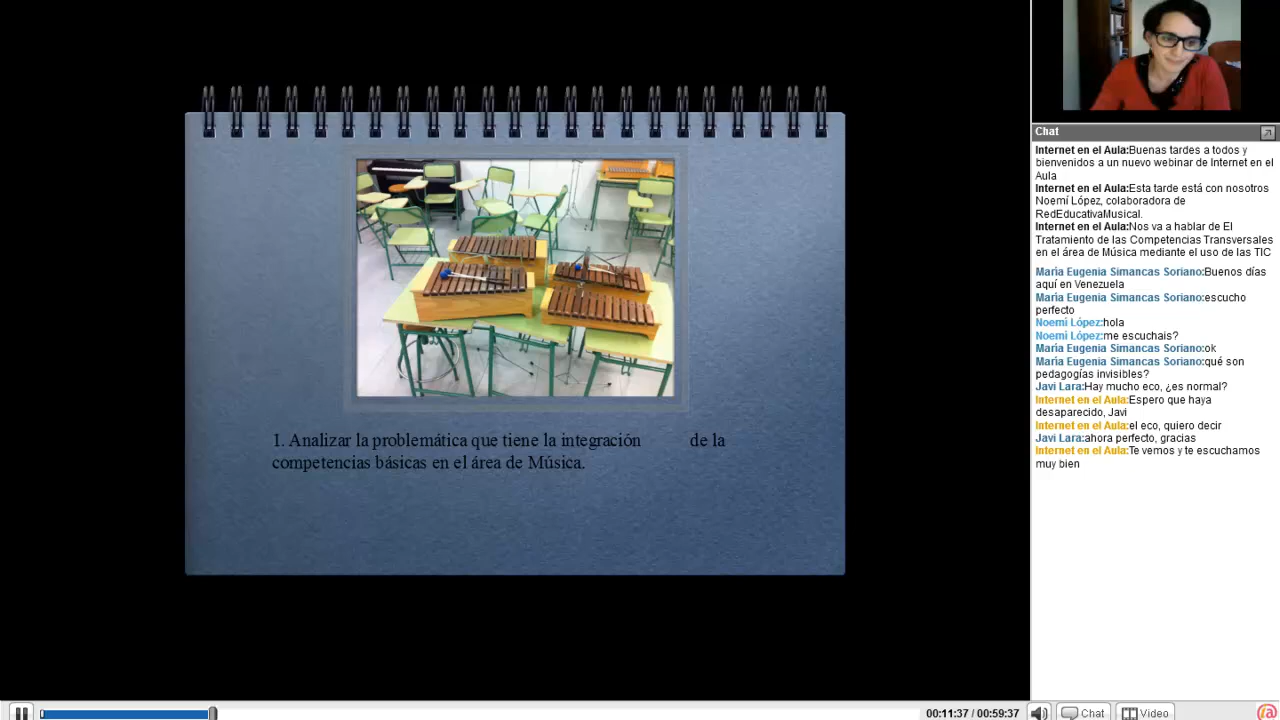 1. Analizar la problemática que tiene la integración de la
competencias básicas en el área de Música.
Chat
Internet en el Aula:Buenas tardes a todos y
bienvenidos a un nuevo webinar de Internet en el
Aula
Internet en el Aula:Esta tarde está con nosotros
Noemí López, colaboradora de
RedEducativaMusical.
Internet en el Aula:Nos va a hablar de El
Tratamiento de las Competencias Transversales
en el área de Música mediante el uso de las TIC
María Eugenia Simancas Soriano:Buenos días
aquí en Venezuela
María Eugenia Simancas Soriano:escucho
perfecto
Noemí López:hola
Noemí López:me escuchais?
María Eugenia Simancas Soriano:ok
María Eugenia Simancas Soriano:qué son
pedagogías invisibles?
Javi Lara:Hay mucho eco, ¿es normal?
Internet en el Aula:Espero que haya
desaparecido, Javi
Internet en el Aula:el eco, quiero decir
Javi Lara:ahora perfecto, gracias
Internet en el Aula:Te vemos y te escuchamos
muy bien
00:11:37 / 00:59:37
Chat
Video